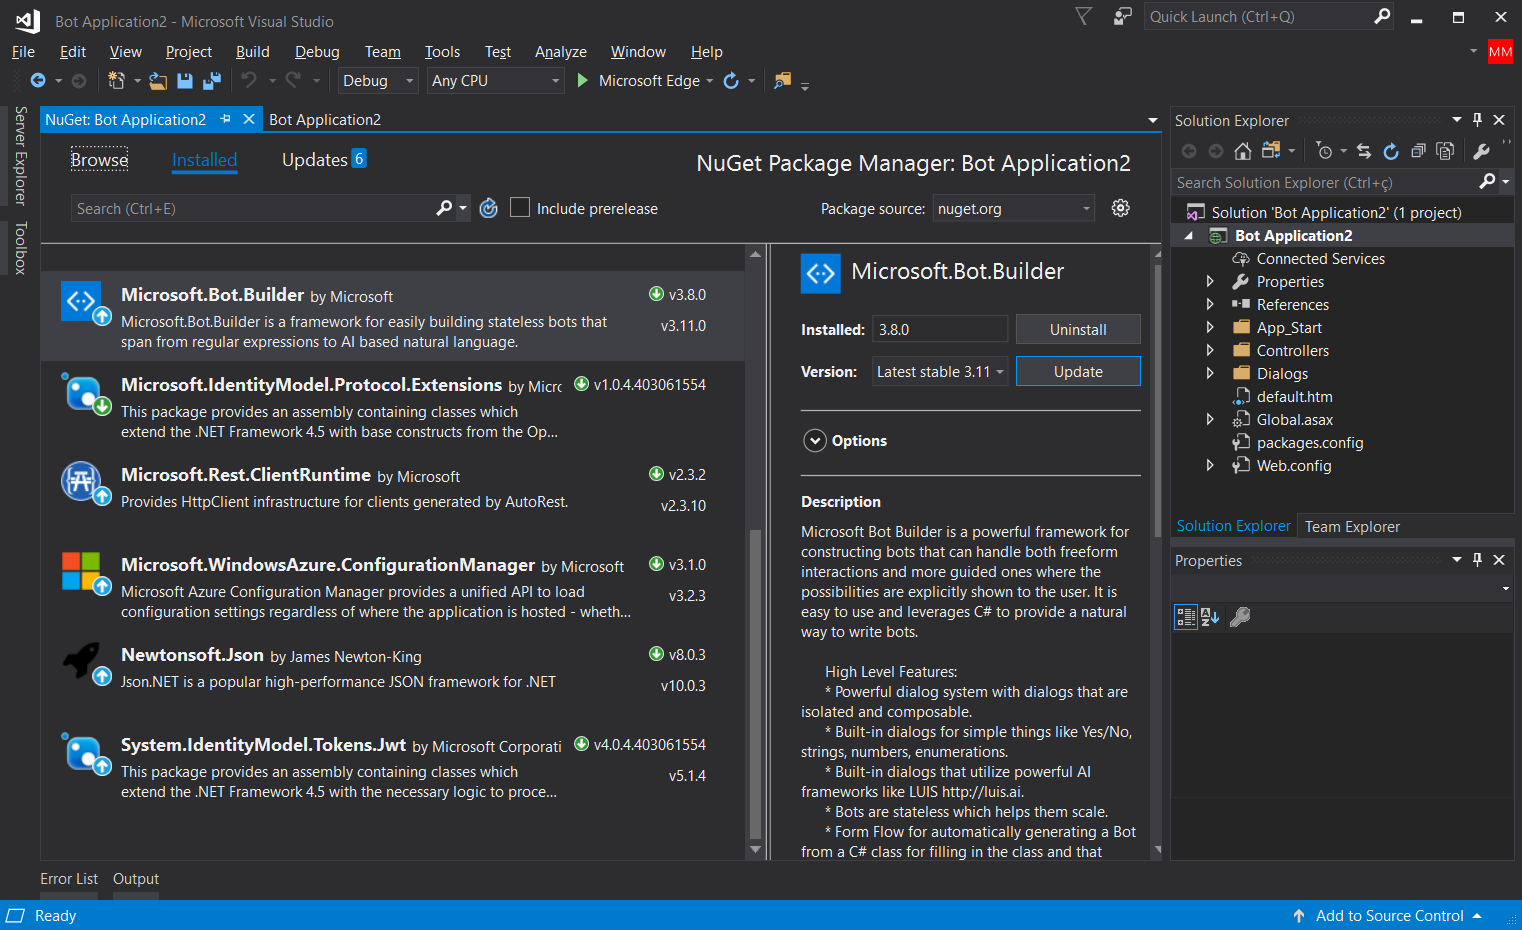 Bot Application2 - Microsoft Visual Studio
Quick Launch (Ctrl+Q)
File Edit View Project Build Debug Team Tools Test Analyze Window Help
MM
Debug Any CPU Microsoft Edge
Server Explorer
Toolbox
NuGet: Bot Application2 Bot Application2
Browse Installed Updates 6
NuGet Package Manager: Bot Application2
Search (Ctrl+E)
Include prerelease
Package source: nuget.org
Microsoft.Bot.Builder by Microsoft v3.8.0
Microsoft.Bot.Builder is a framework for easily building stateless bots that v3.11.0
span from regular expressions to AI based natural language.
Microsoft.IdentityModel.Protocol.Extensions by Micrc v1.0.4.403061554
This package provides an assembly containing classes which
extend the .NET Framework 4.5 with base constructs from the Op...
Microsoft.Rest.ClientRuntime by Microsoft v2.3.2
Provides HttpClient infrastructure for clients generated by AutoRest. v2.3.10
Microsoft.WindowsAzure.ConfigurationManager by Microsoft v3.1.0
Microsoft Azure Configuration Manager provides a unified API to load v3.2.3
configuration settings regardless of where the application is hosted - wheth...
Newtonsoft.Json by James Newton-King v8.0.3
Json.NET is a popular high-performance JSON framework for .NET v10.0.3
System.IdentityModel.Tokens.Jwt by Microsoft Corporati v4.0.4.403061554
This package provides an assembly containing classes which v5.1.4
extend the .NET Framework 4.5 with the necessary logic to proce...
Microsoft.Bot.Builder
Installed: 3.8.0 Uninstall
Version: Latest stable 3.11 Update
Options
Description
Microsoft Bot Builder is a powerful framework for
constructing bots that can handle both freeform
interactions and more guided ones where the
possibilities are explicitly shown to the user. It is
easy to use and leverages C# to provide a natural
way to write bots.
High Level Features:
* Powerful dialog system with dialogs that are
isolated and composable.
* Built-in dialogs for simple things like Yes/No,
strings, numbers, enumerations.
* Built-in dialogs that utilize powerful AI
frameworks like LUIS http://luis.ai.
* Bots are stateless which helps them scale.
* Form Flow for automatically generating a Bot
from a C# class for filling in the class and that
Solution Explorer
Search Solution Explorer (Ctrl+ç)
Solution 'Bot Application2' (1 project)
Bot Application2
Connected Services
Properties
References
App_Start
Controllers
Dialogs
default.htm
Global.asax
packages.config
Web.config
Solution Explorer Team Explorer
Properties
Error List Output
Ready
Add to Source Control